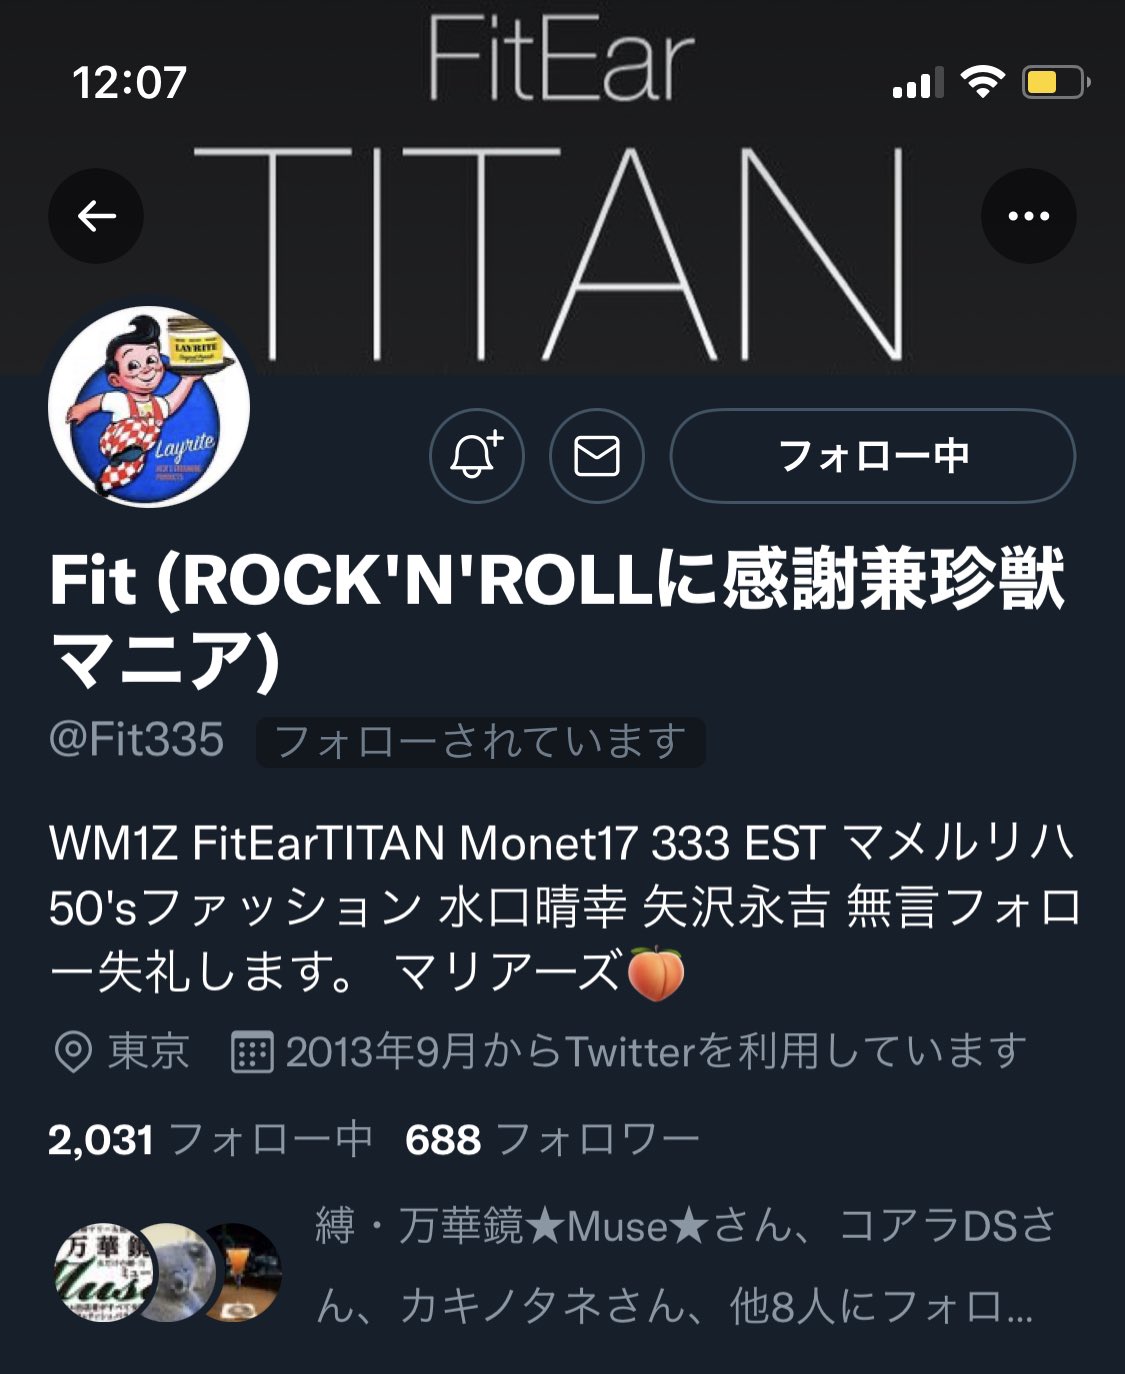 FitEar
12:07
TITAN
LAYRITE
Layrite
フォロー中
Fit (ROCK'N'ROLLに感謝兼珍獣
マニア)
@Fit335 フォローされています
WM1Z FitEarTITAN Monet17 333 EST マメルリハ
50'sファッション 水口晴幸 矢沢永吉 無言フォロ
ー失礼します。 マリアーズ🍑
東京 2013年9月からTwitterを利用しています
2,031 フォロー中 688 フォロワー
縛・万華鏡★Muse★さん、コアラDSさ
ん、カキノタネさん、他8人にフォロ...
万華鏡
Muse